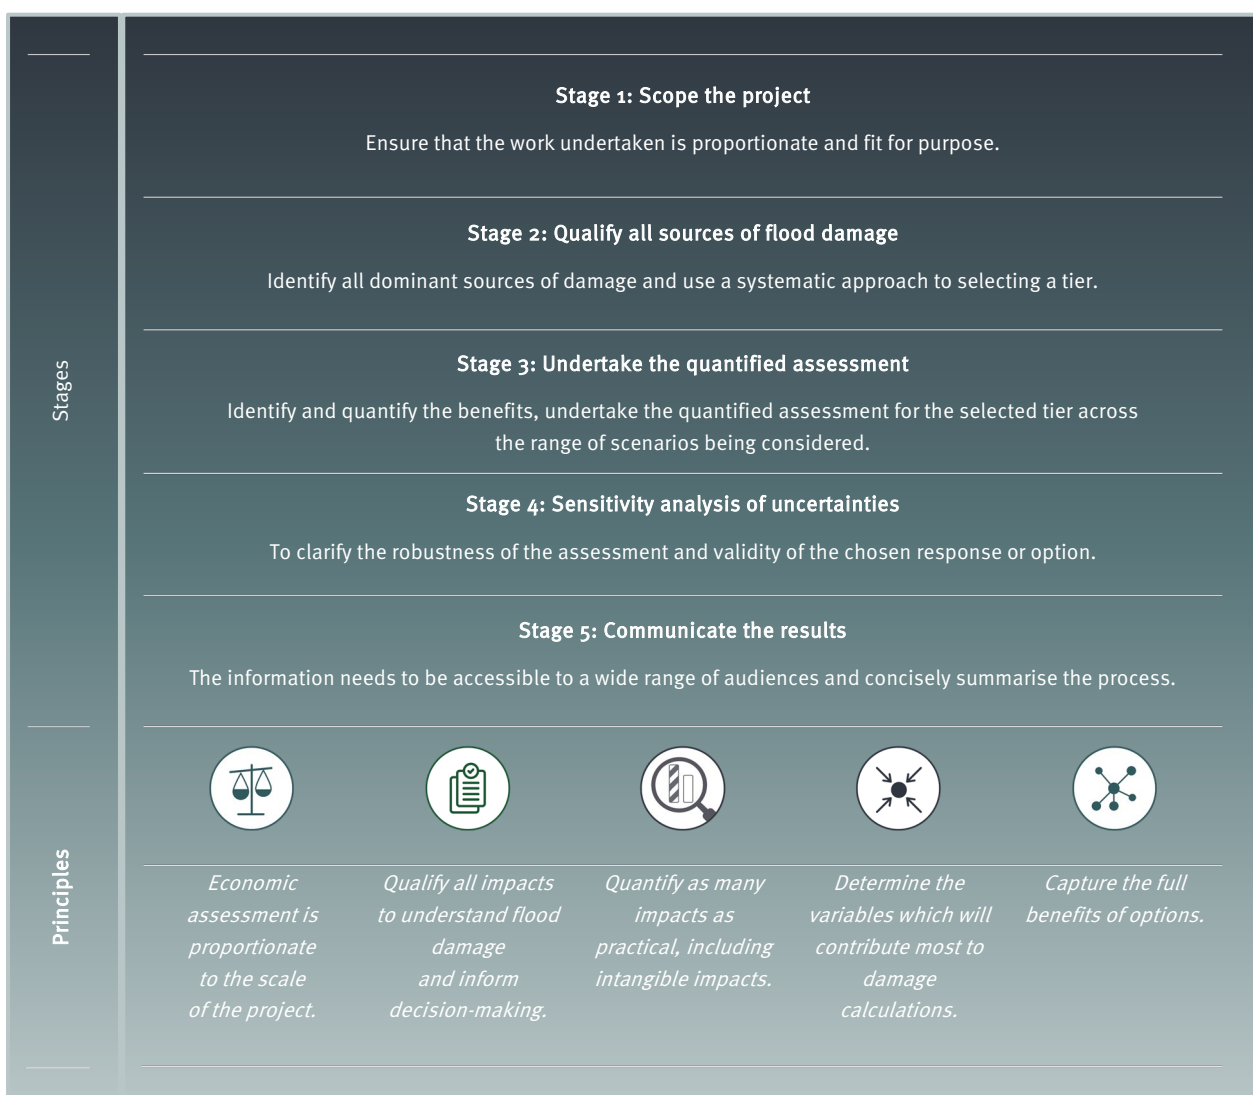 Stages
Stage 1: Scope the project
Ensure that the work undertaken is proportionate and fit for purpose.
Stage 2: Qualify all sources of flood damage
Identify all dominant sources of damage and use a systematic approach to selecting a tier.
Stage 3: Undertake the quantified assessment
Identify and quantify the benefits, undertake the quantified assessment for the selected tier across
the range of scenarios being considered.
Stage 4: Sensitivity analysis of uncertainties
To clarify the robustness of the assessment and validity of the chosen response or option.
Stage 5: Communicate the results
The information needs to be accessible to a wide range of audiences and concisely summarise the process.
Principles
Economic
assessment is
proportionate
to the scale
of the project.
Qualify all impacts
to understand flood
damage
and inform
decision-making.
Quantify as many
impacts as
practical, including
intangible impacts.
Determine the
variables which will
contribute most to
damage
calculations.
Capture the full
benefits of options.